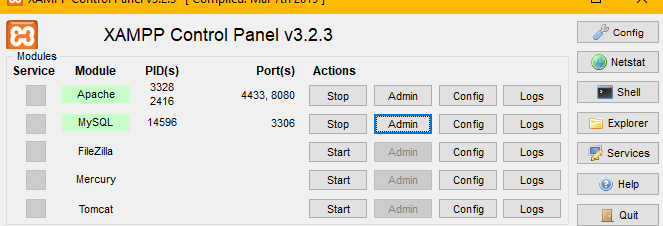 XAMPP Control Panel v3.2.3 [ Compiled: Mar 7th 2019 ]
XAMPP Control Panel v3.2.3
Config
Modules
Service Module PID(s) Port(s) Actions
Netstat
Apache 3328 2416 4433, 8080 Stop Admin Config Logs
Shell
MySQL 14596 3306 Stop Admin Config Logs
Explorer
FileZilla Start Admin Config Logs
Services
Mercury Start Admin Config Logs
Help
Tomcat Start Admin Config Logs
Quit